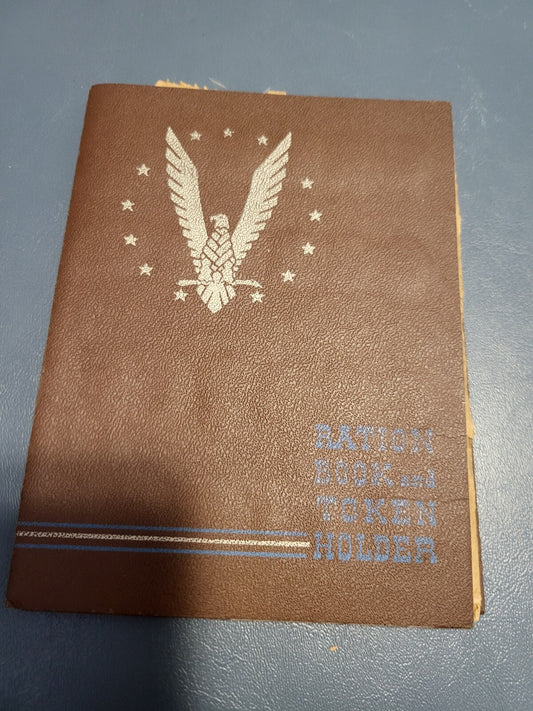 RATION
BOOK and
TOKEN
HOLDER